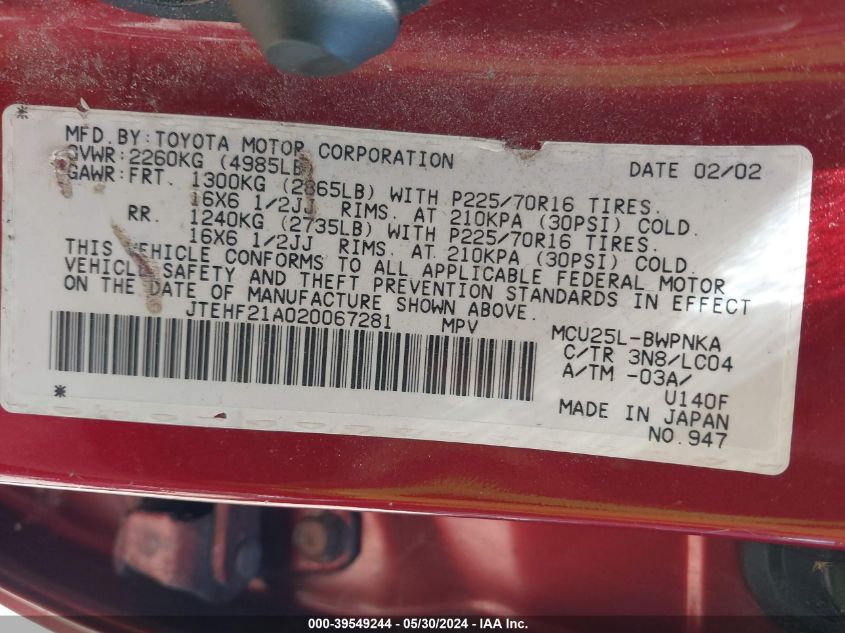 MFD.BY:TOYOTA MOTOR CORPORATION DATE 02/02
GVWR:2260KG (4985LB)
GAWR:FRT. 1300KG (2865LB) WITH P225/70R16 TIRES.
16X6 1/2JJ RIMS. AT 210KPA (30PSI) COLD.
RR. 1240KG (2735LB) WITH P225/70R16 TIRES.
16X6 1/2JJ RIMS. AT 210KPA (30PSI) COLD.
THIS VEHICLE CONFORMS TO ALL APPLICABLE FEDERAL MOTOR
VEHICLE SAFETY AND THEFT PREVENTION STANDARDS IN EFFECT
ON THE DATE OF MANUFACTURE SHOWN ABOVE.
JTEHF21A020067281 MPV
MCU25L-BWPNKA
C/TR 3N8/LC04
A/TM -03A/
U140F
MADE IN JAPAN
NO.947
* *
000-39549244 - 05/30/2024 - IAA Inc.